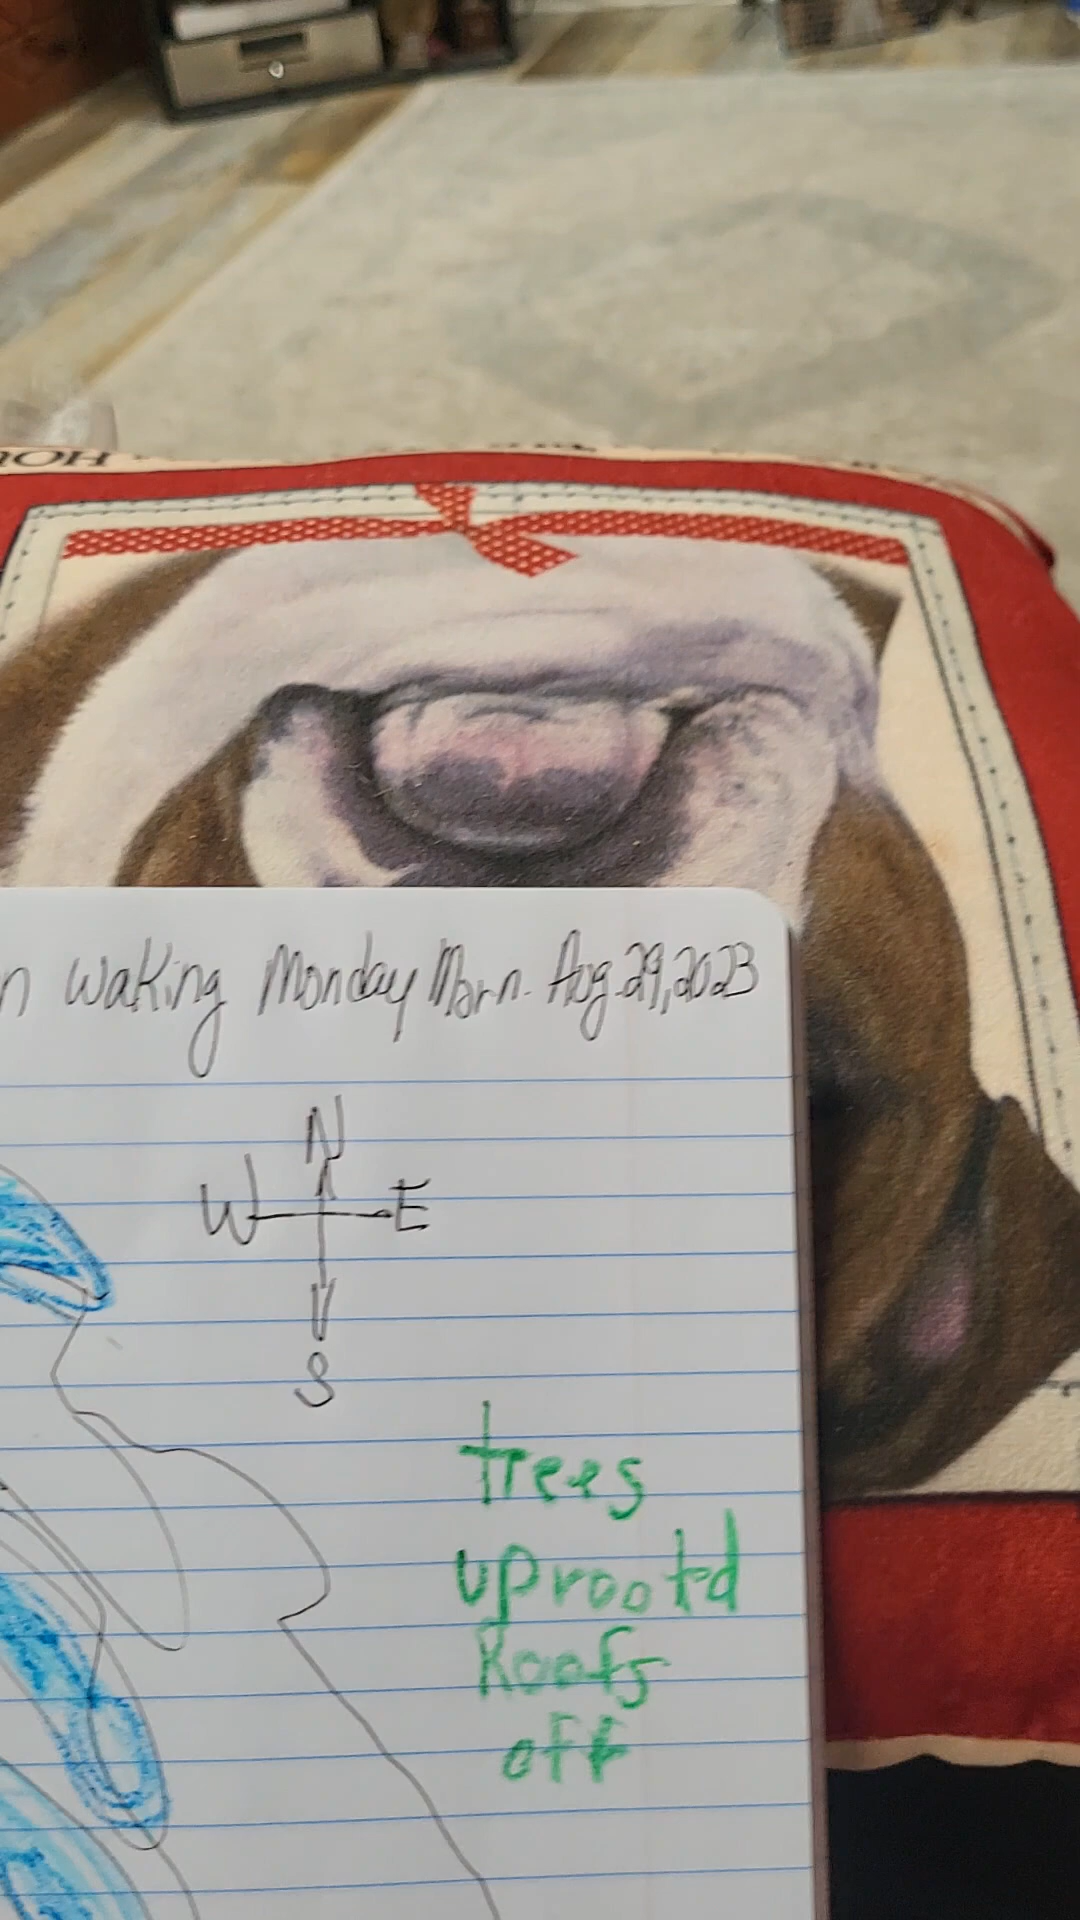 n waking Monday Morn. Aug.29,2023
N
W E
S
trees
uprootd
Roofs
off